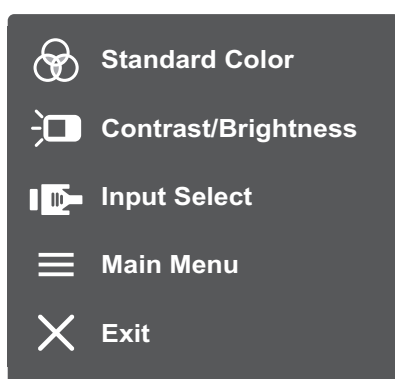 Standard Color
Contrast/Brightness
Input Select
Main Menu
Exit